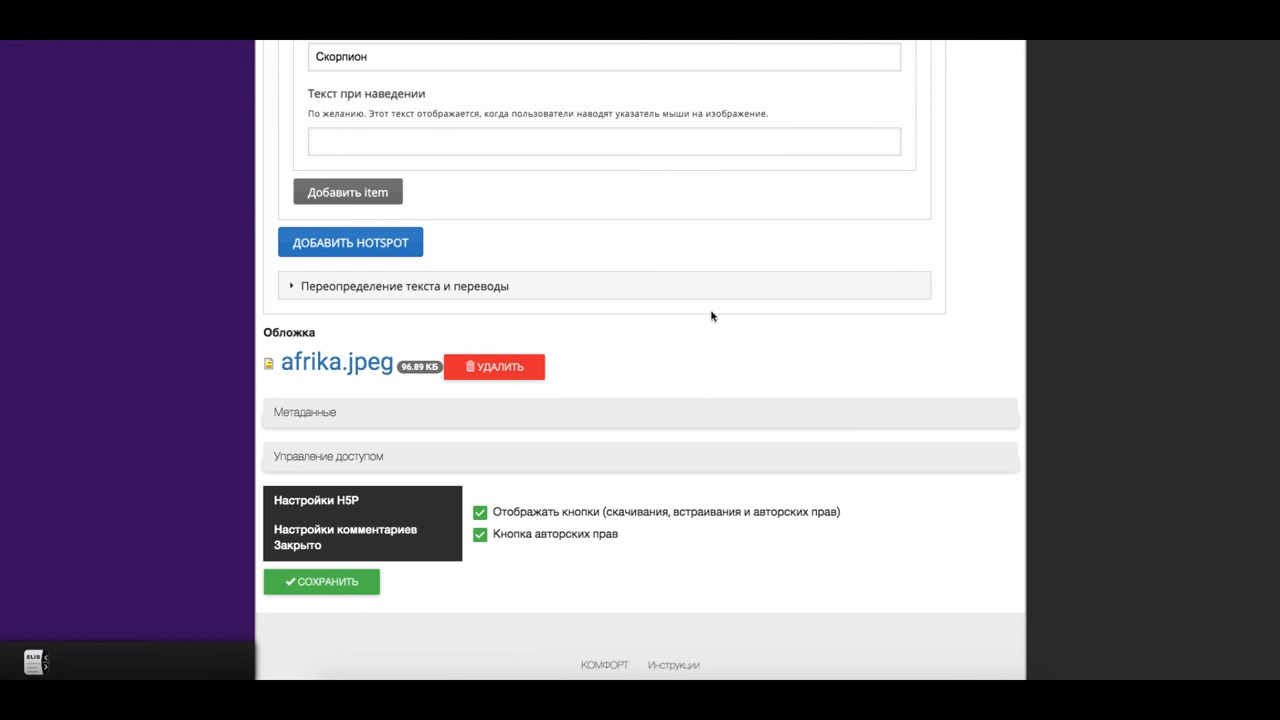 Скорпион
Текст при наведении
По желанию. Этот текст отображается, когда пользователи наводят указатель мыши на изображение.
Добавить item
ДОБАВИТЬ HOTSPOT
Переопределение текста и переводы
Обложка
afrika.jpeg 96.89 КБ УДАЛИТЬ
Метаданные
Управление доступом
Настройки H5P
Настройки комментариев
Закрыто
Отображать кнопки (скачивания, встраивания и авторских прав)
Кнопка авторских прав
СОХРАНИТЬ
ELIS
КОМФОРТ Инструкции